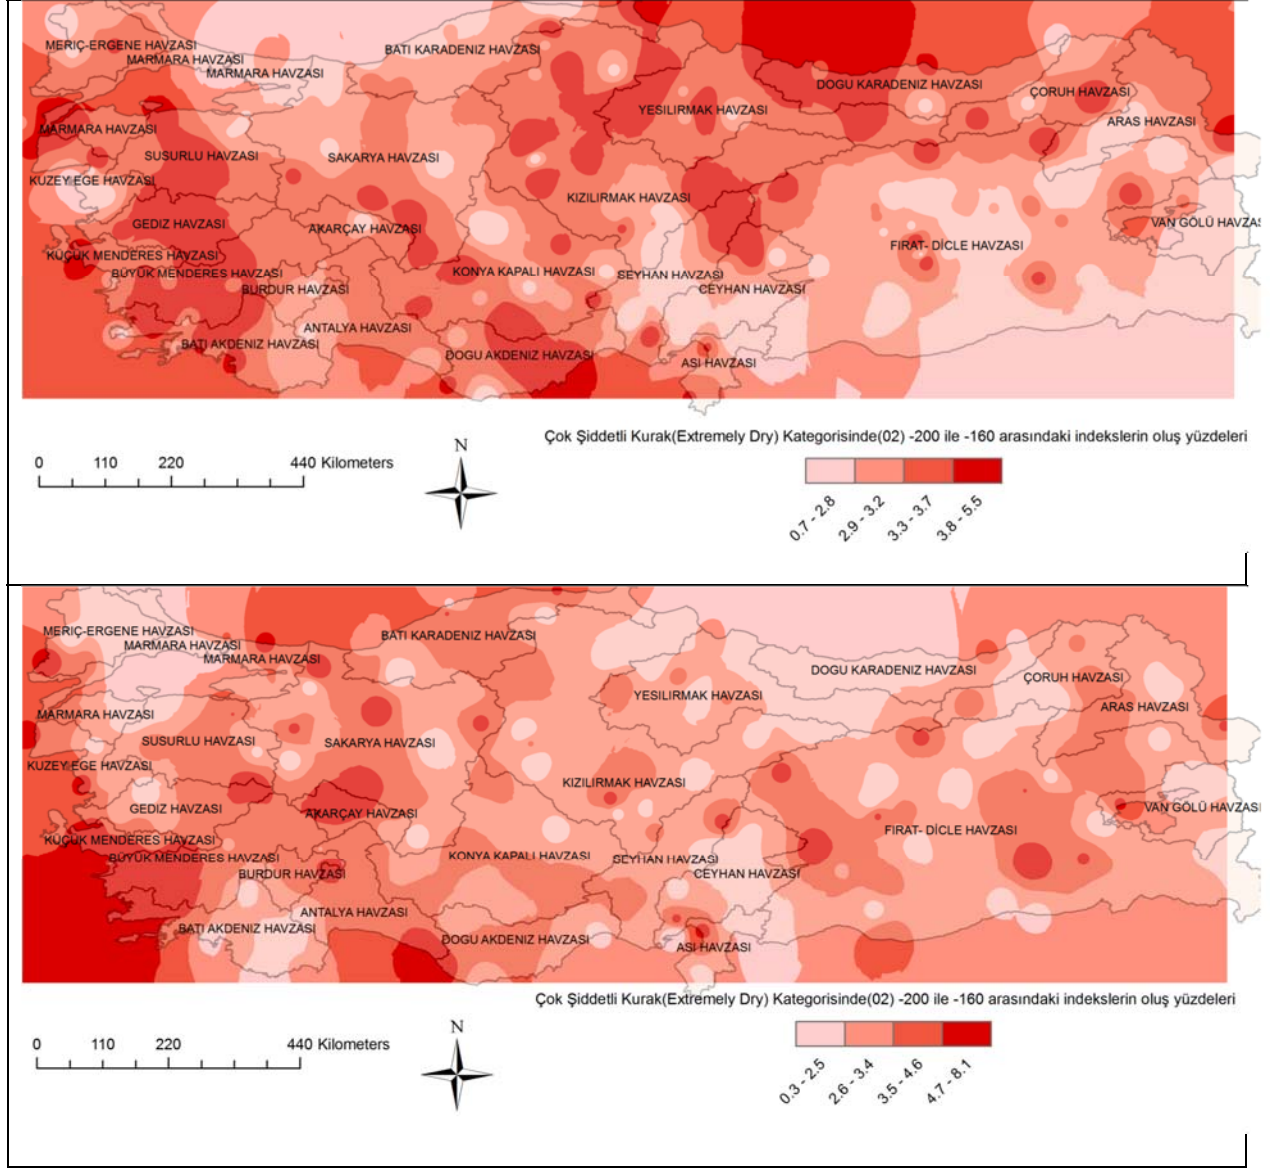 MERIÇ-ERGENE HAVZASI
MARMARA HAVZASI
MARMARA HAVZASI
BATI KARADENIZ HAVZASI
DOGU KARADENIZ HAVZASI
ÇORUH HAVZASI
YESILIRMAK HAVZASI
ARAS HAVZASI
MARMARA HAVZASI
SUSURLU HAVZASI
SAKARYA HAVZASI
KUZEY EGE HAVZASI
KIZILIRMAK HAVZASI
GEDIZ HAVZASI
AKARÇAY HAVZASI
VAN GÖLÜ HAVZAS
FIRAT- DİCLE HAVZASI
KÜÇÜK MENDERES HAVZASI
BÜYÜK MENDERES HAVZASI
KONYA KAPALI HAVZASI
SEYHAN HAVZASI
BURDUR HAVZASI
CEYHAN HAVZASI
ANTALYA HAVZASI
BATI AKDENIZ HAVZASI
DOGU AKDENIZ HAVZASI
ASI HAVZASI
Çok Şiddetli Kurak(Extremely Dry) Kategorisinde(02) -200 ile -160 arasındaki indekslerin oluş yüzdeleri
0 110 220 440 Kilometers
N
0.7 - 2.8
2.9 - 3.2
3.3 - 3.7
3.8 - 5.5
MERIÇ-ERGENE HAVZASI
MARMARA HAVZASI
MARMARA HAVZASI
BATI KARADENIZ HAVZASI
DOGU KARADENIZ HAVZASI
ÇORUH HAVZASI
YESILIRMAK HAVZASI
ARAS HAVZASI
MARMARA HAVZASI
SUSURLU HAVZASI
SAKARYA HAVZASI
KUZEY EGE HAVZASI
KIZILIRMAK HAVZASI
GEDIZ HAVZASI
AKARÇAY HAVZASI
VAN GÖLÜ HAVZASI
FIRAT- DİCLE HAVZASI
KÜÇÜK MENDERES HAVZASI
BÜYÜK MENDERES HAVZASI
KONYA KAPALI HAVZASI
SEYHAN HAVZASI
BURDUR HAVZASI
CEYHAN HAVZASI
ANTALYA HAVZASI
BATI AKDENIZ HAVZASI
DOGU AKDENIZ HAVZASI
ASI HAVZASI
Çok Şiddetli Kurak(Extremely Dry) Kategorisinde(02) -200 ile -160 arasındaki indekslerin oluş yüzdeleri
0 110 220 440 Kilometers
N
0.3 - 2.5
2.6 - 3.4
3.5 - 4.6
4.7 - 8.1